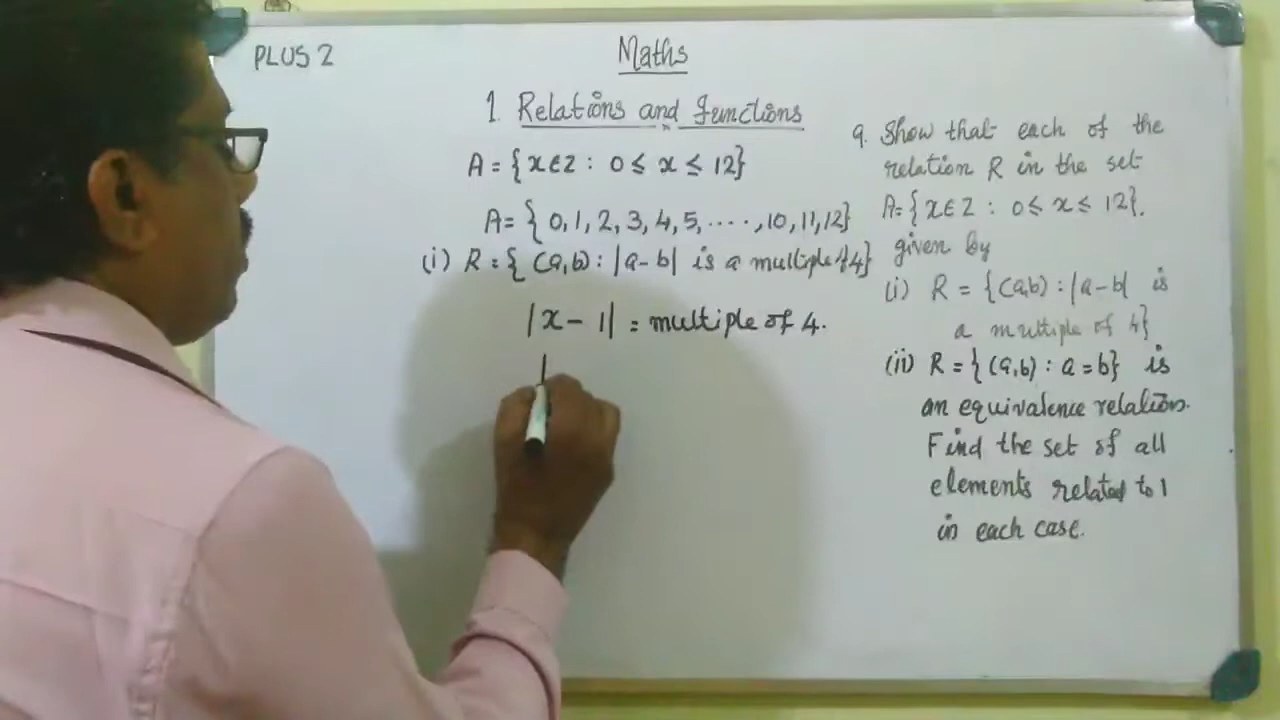 PLUS 2
Maths
1. Relations and functions
A = { x ∈ Z : 0 ≤ x ≤ 12}
A = { 0, 1, 2, 3, 4, 5, ....., 10, 11, 12}
(i) R = { (a,b) : |a-b| is a multiple of 4}
|x - 1| = multiple of 4.
9. Show that each of the
relation R in the set
A = { x ∈ Z : 0 ≤ x ≤ 12}.
given by
(i) R = {(a,b) : |a-b| is
a multiple of 4}
(ii) R = { (a,b) : a = b} is
an equivalence relation.
Find the set of all
elements related to 1
in each case.